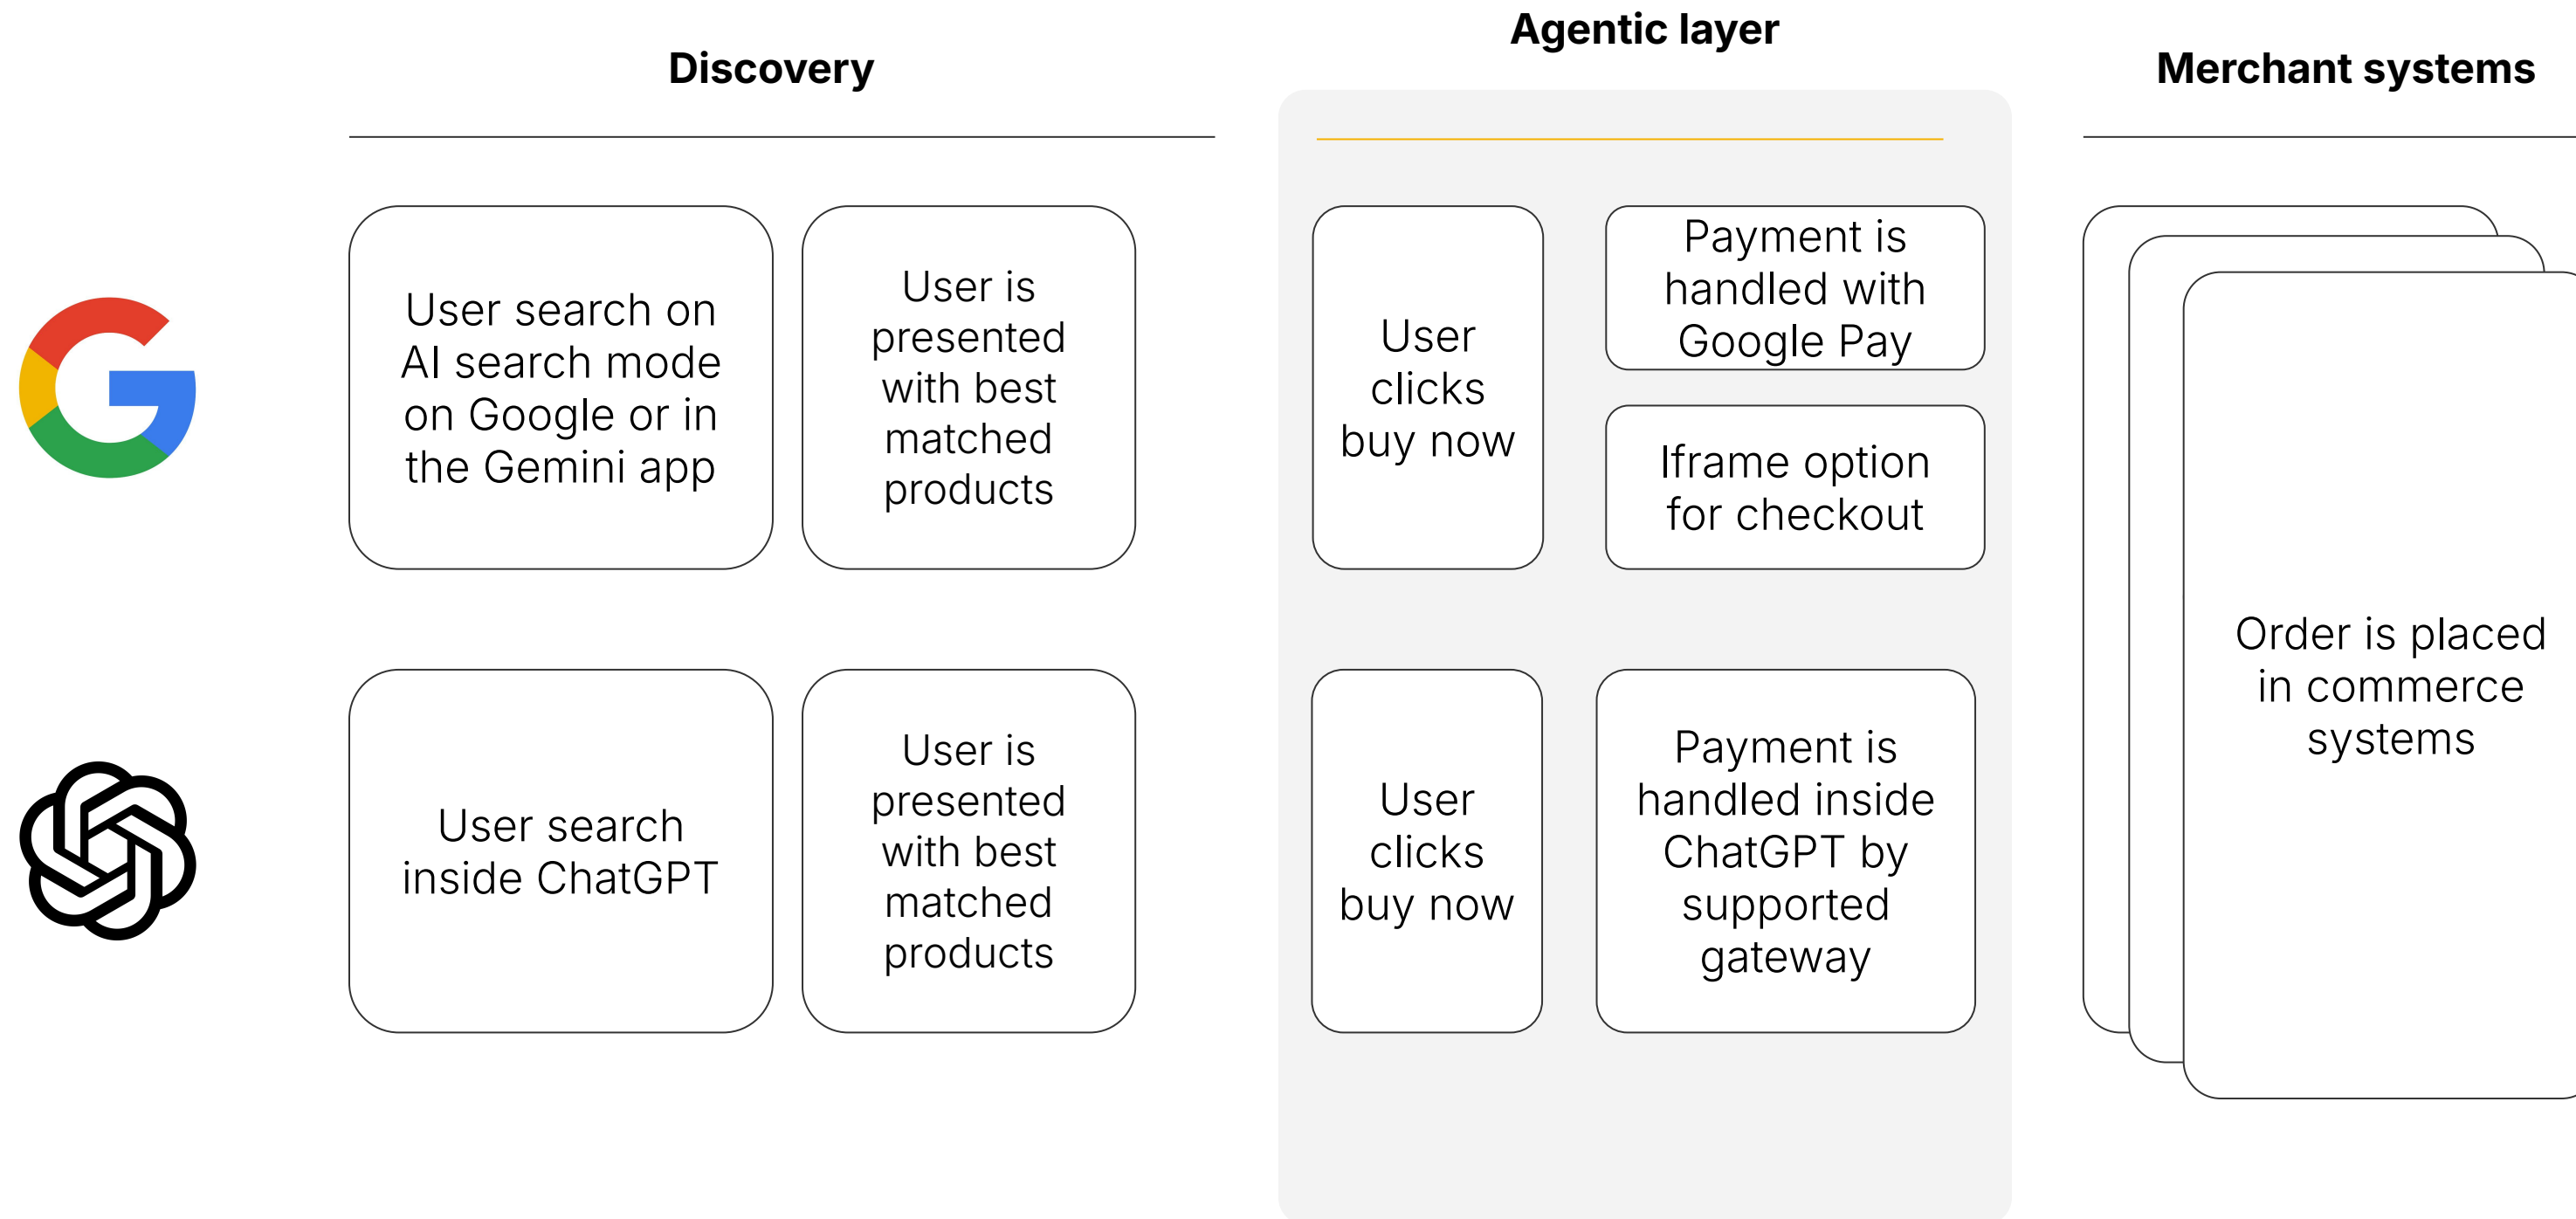 Discovery
Agentic layer
Merchant systems
User search on
AI search mode
on Google or in
the Gemini app
User is
presented
with best
matched
products
User
clicks
buy now
Payment is
handled with
Google Pay
Iframe option
for checkout
User search
inside ChatGPT
User is
presented
with best
matched
products
User
clicks
buy now
Payment is
handled inside
ChatGPT by
supported
gateway
Order is placed
in commerce
systems